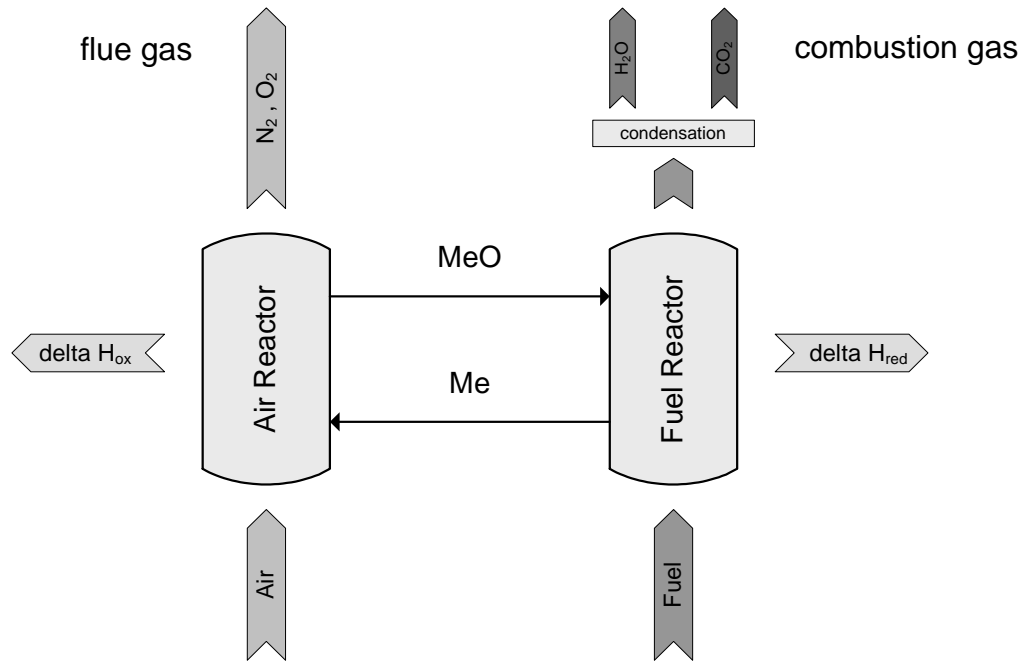 flue gas
combustion gas
N₂ , O₂
H₂O
CO₂
condensation
MeO
Air Reactor
Fuel Reactor
delta Hₒₓ
delta H_red
Me
Air
Fuel